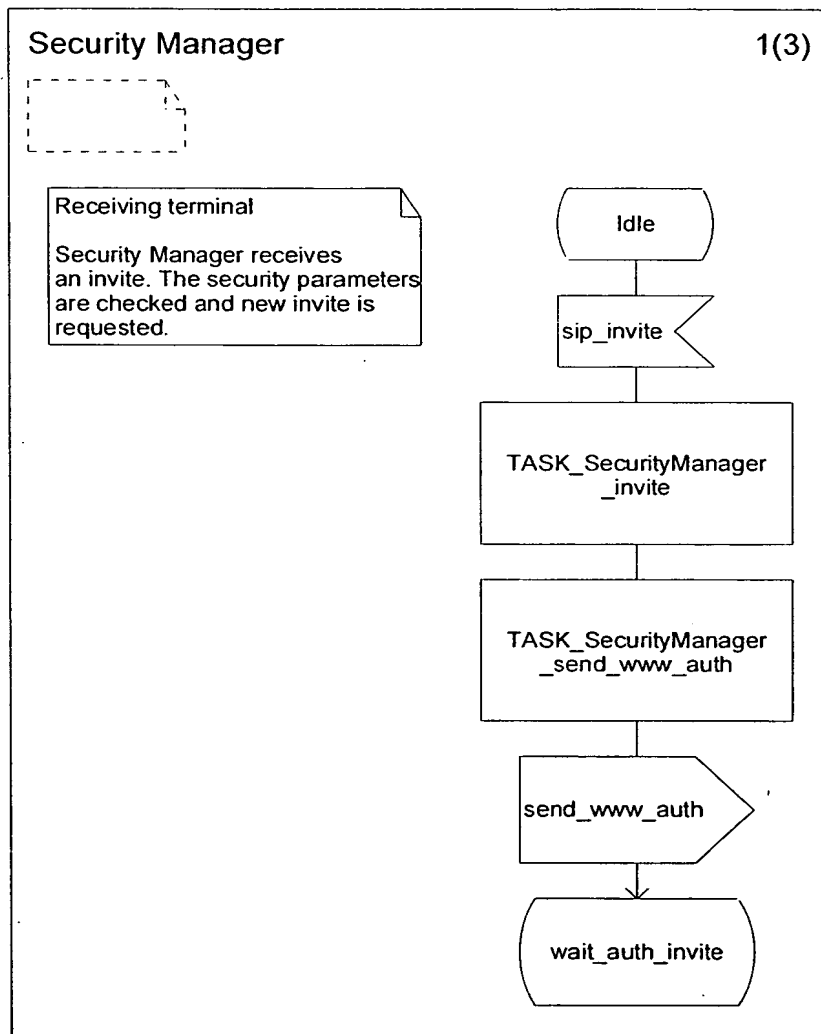 Security Manager 1(3)
Receiving terminal
Security Manager receives
an invite. The security parameters
are checked and new invite is
requested.
Idle
sip_invite
TASK_SecurityManager
_invite
TASK_SecurityManager
_send_www_auth
send_www_auth
wait_auth_invite